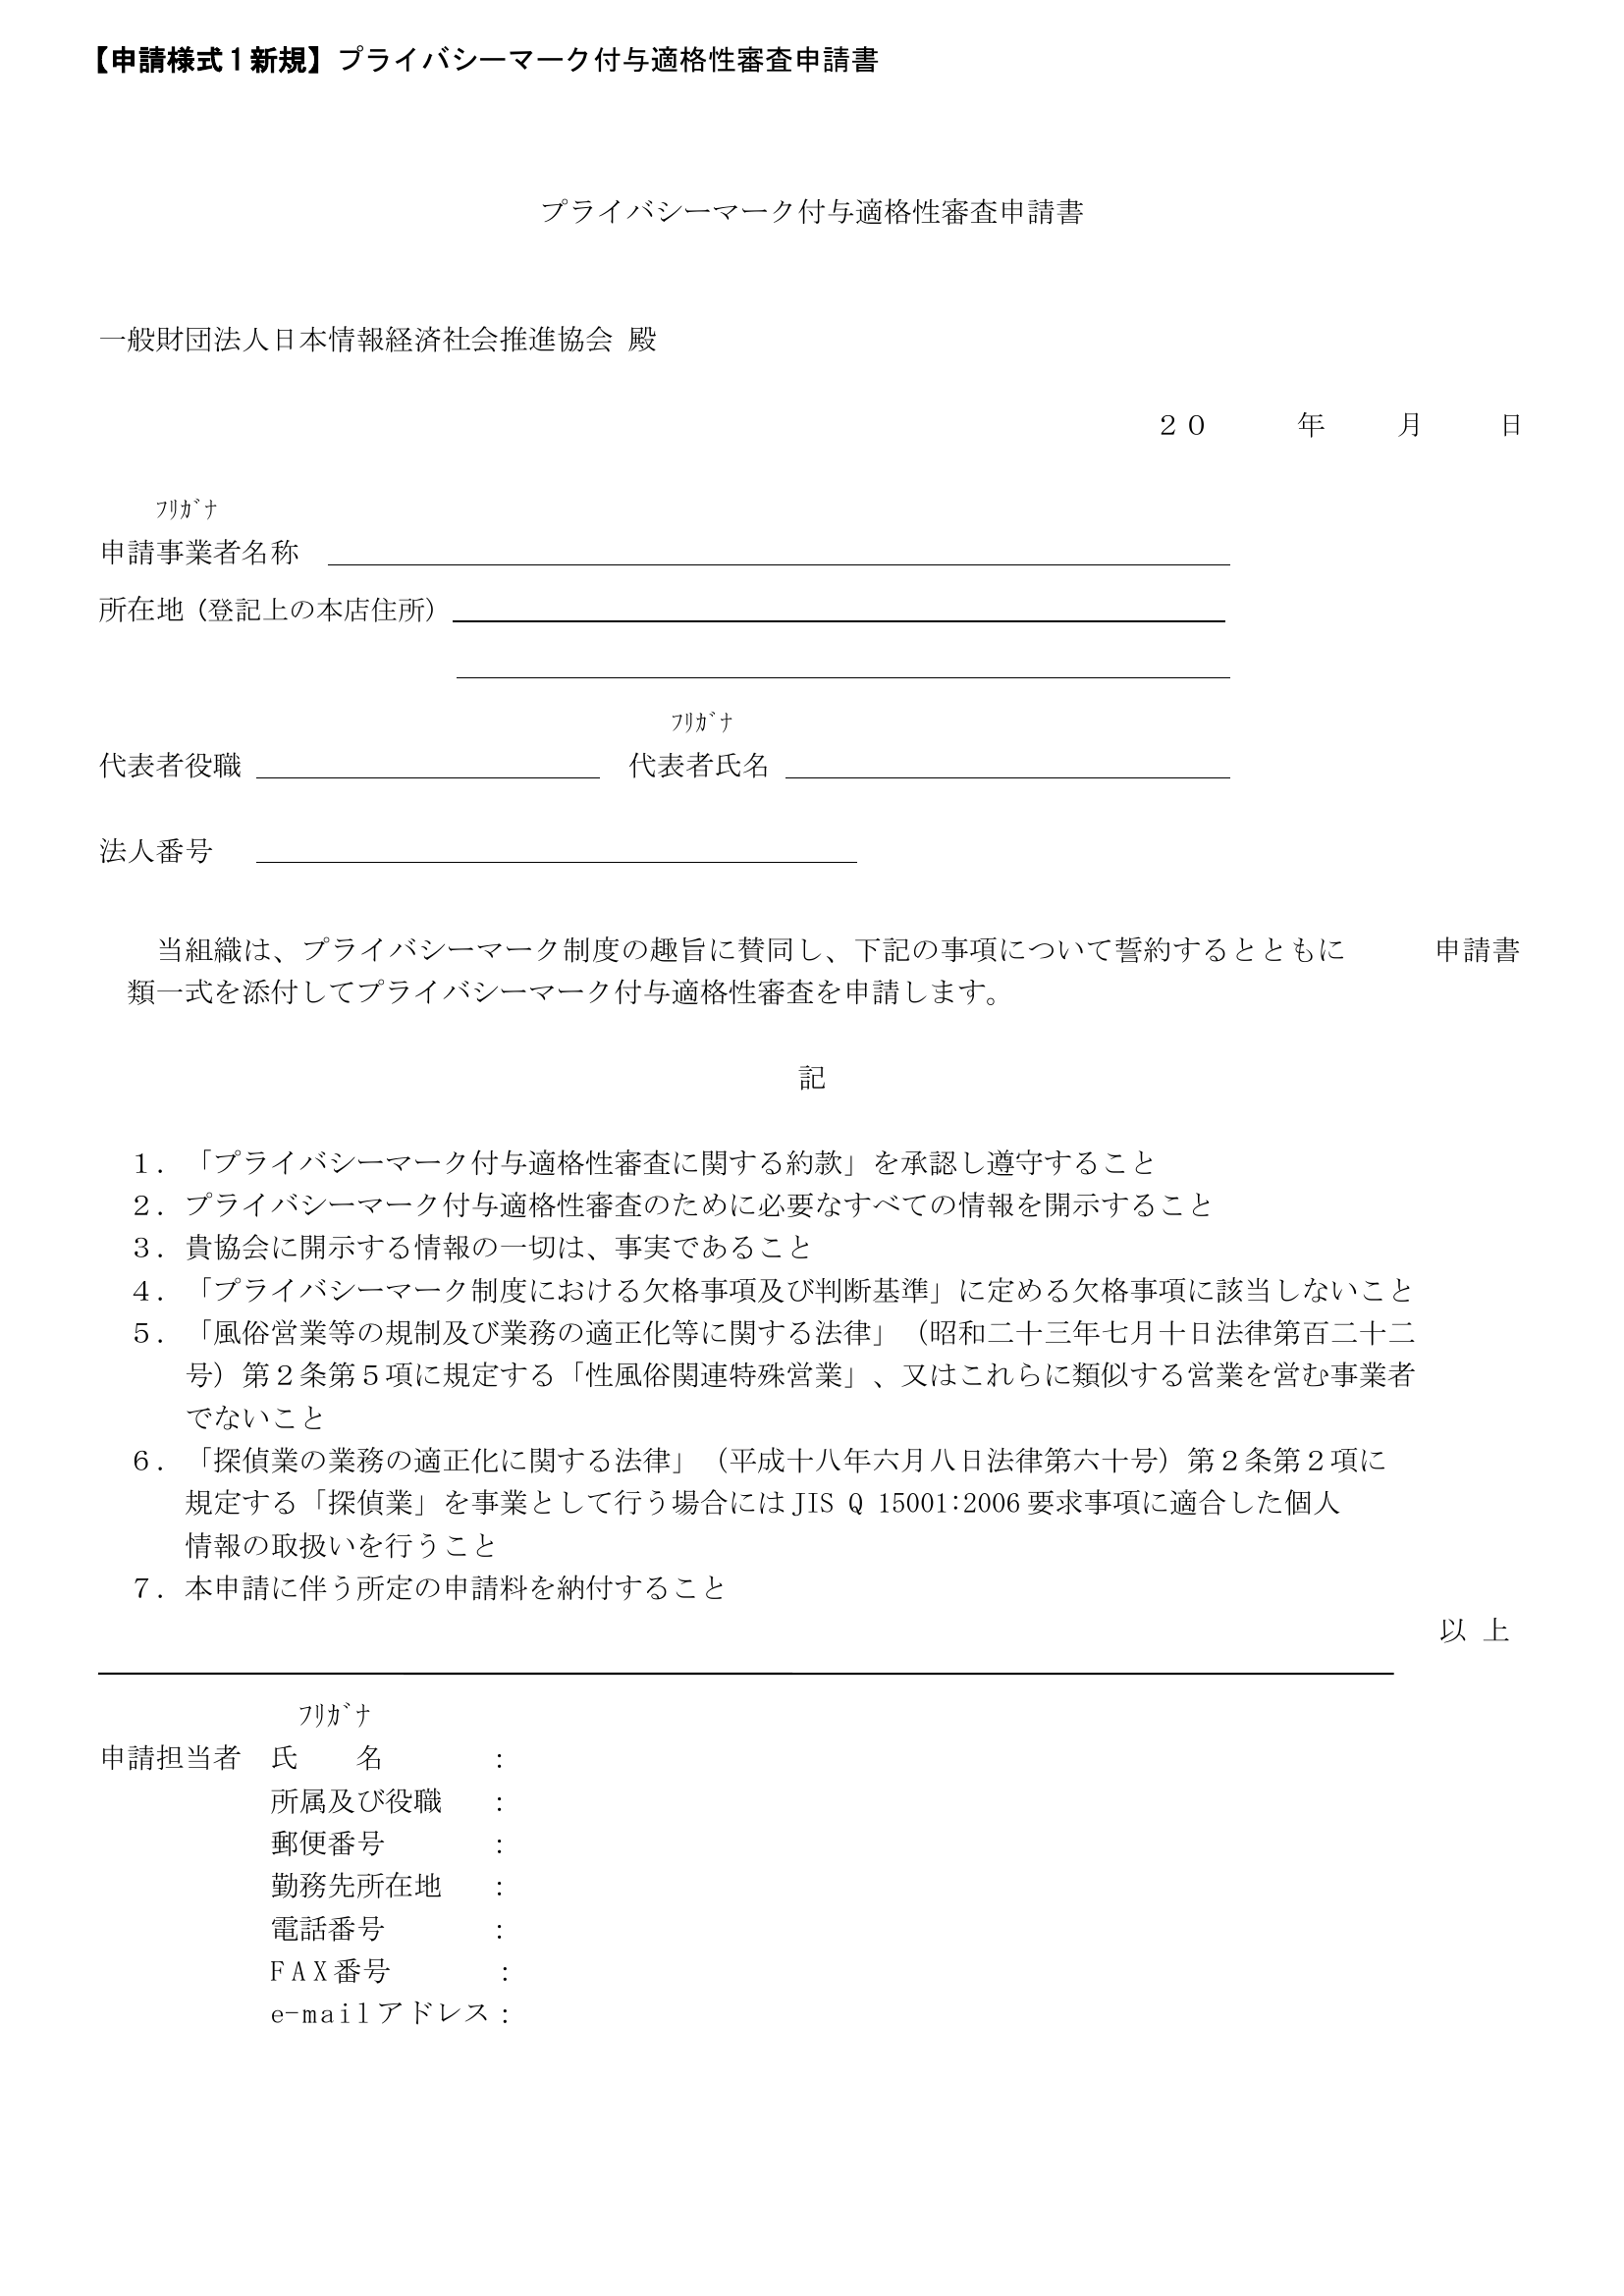 【申請様式1新規】プライバシーマーク付与適格性審査申請書
プライバシーマーク付与適格性審査申請書
一般財団法人日本情報経済社会推進協会 殿
２０　　　年　　月　　日
ﾌﾘｶﾞﾅ
申請事業者名称
所在地（登記上の本店住所）
ﾌﾘｶﾞﾅ
代表者役職　代表者氏名
法人番号
当組織は、プライバシーマーク制度の趣旨に賛同し、下記の事項について誓約するとともに　　　申請書
類一式を添付してプライバシーマーク付与適格性審査を申請します。
記
１．「プライバシーマーク付与適格性審査に関する約款」を承認し遵守すること
２．プライバシーマーク付与適格性審査のために必要なすべての情報を開示すること
３．貴協会に開示する情報の一切は、事実であること
４．「プライバシーマーク制度における欠格事項及び判断基準」に定める欠格事項に該当しないこと
５．「風俗営業等の規制及び業務の適正化等に関する法律」（昭和二十三年七月十日法律第百二十二
号）第２条第５項に規定する「性風俗関連特殊営業」、又はこれらに類似する営業を営む事業者
でないこと
６．「探偵業の業務の適正化に関する法律」（平成十八年六月八日法律第六十号）第２条第２項に
規定する「探偵業」を事業として行う場合には JIS Q 15001:2006 要求事項に適合した個人
情報の取扱いを行うこと
７．本申請に伴う所定の申請料を納付すること
以 上
ﾌﾘｶﾞﾅ
申請担当者　氏　　名　　　　：
所属及び役職　　：
郵便番号　　　　：
勤務先所在地　　：
電話番号　　　　：
FAX番号　　　　：
e-mailアドレス：